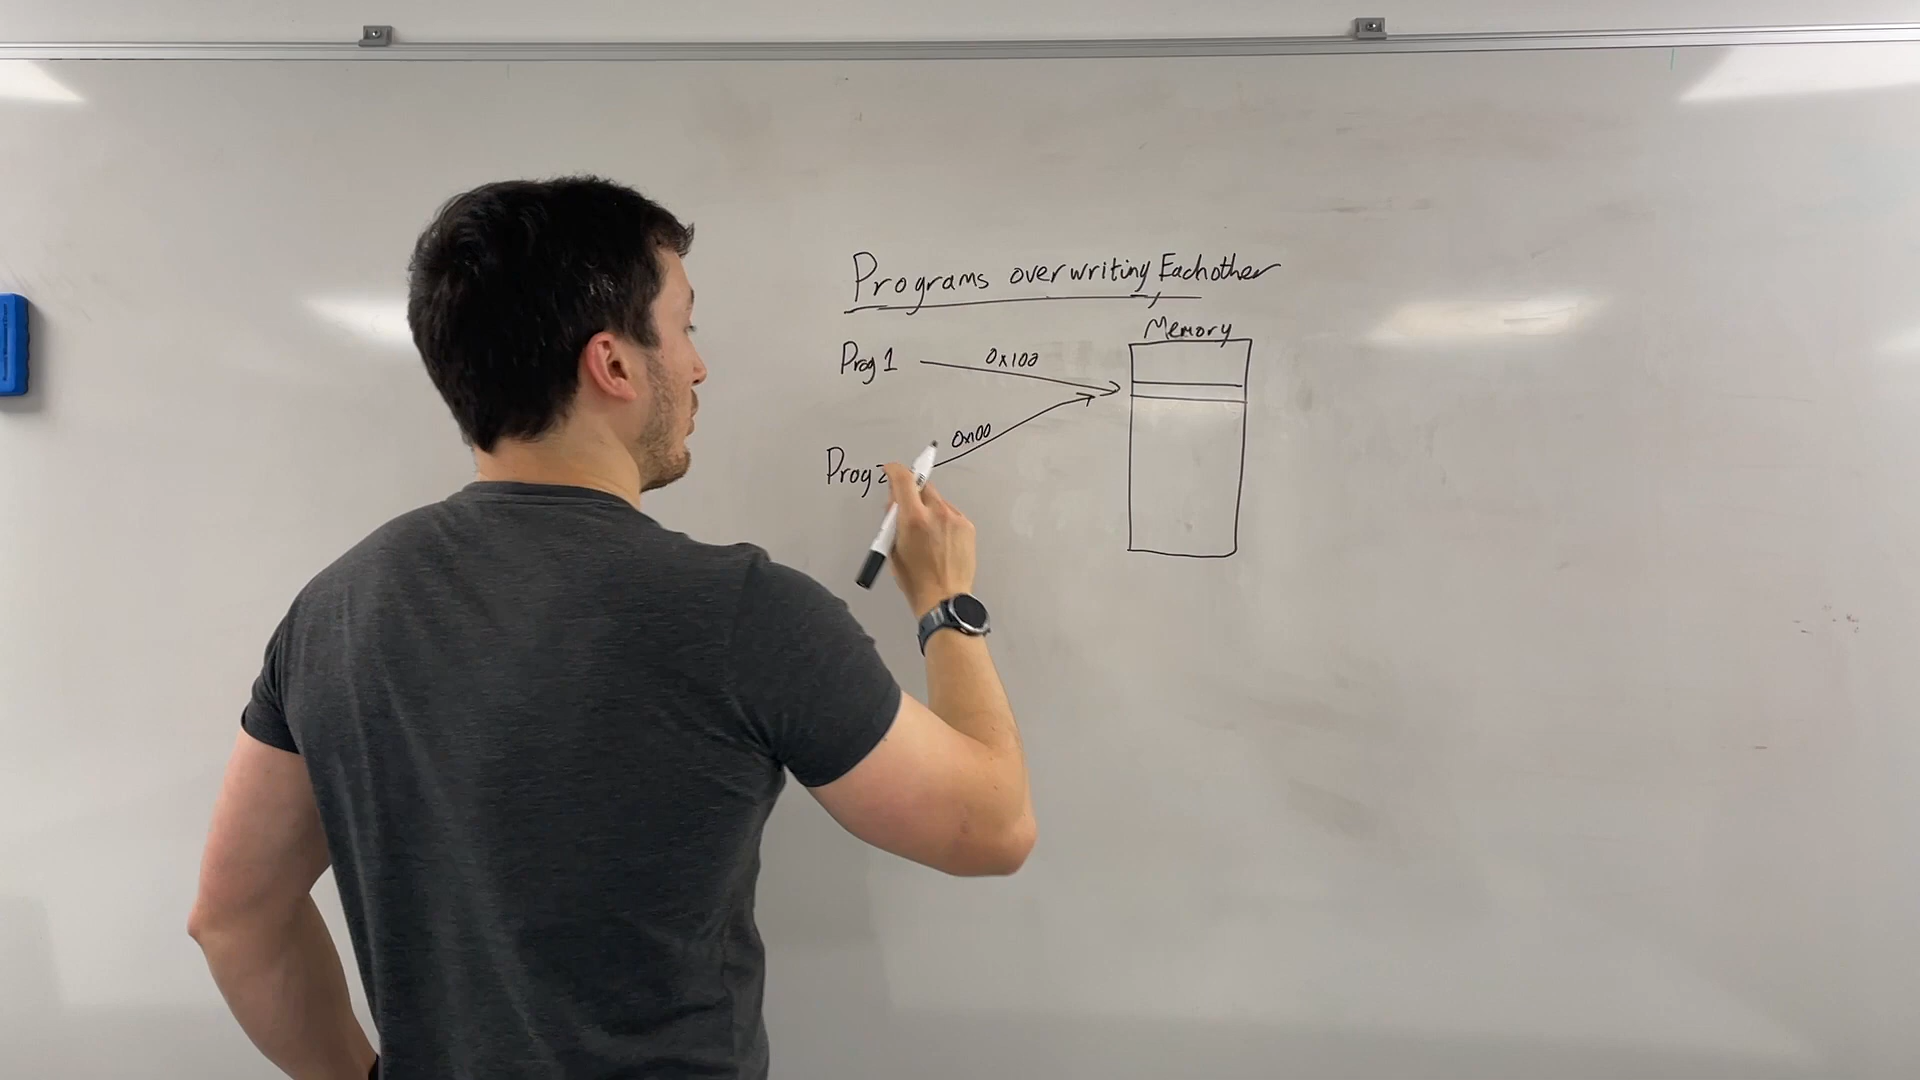 Programs overwriting Eachother
Memory
Prog 1
0x100
0x100
Prog 2